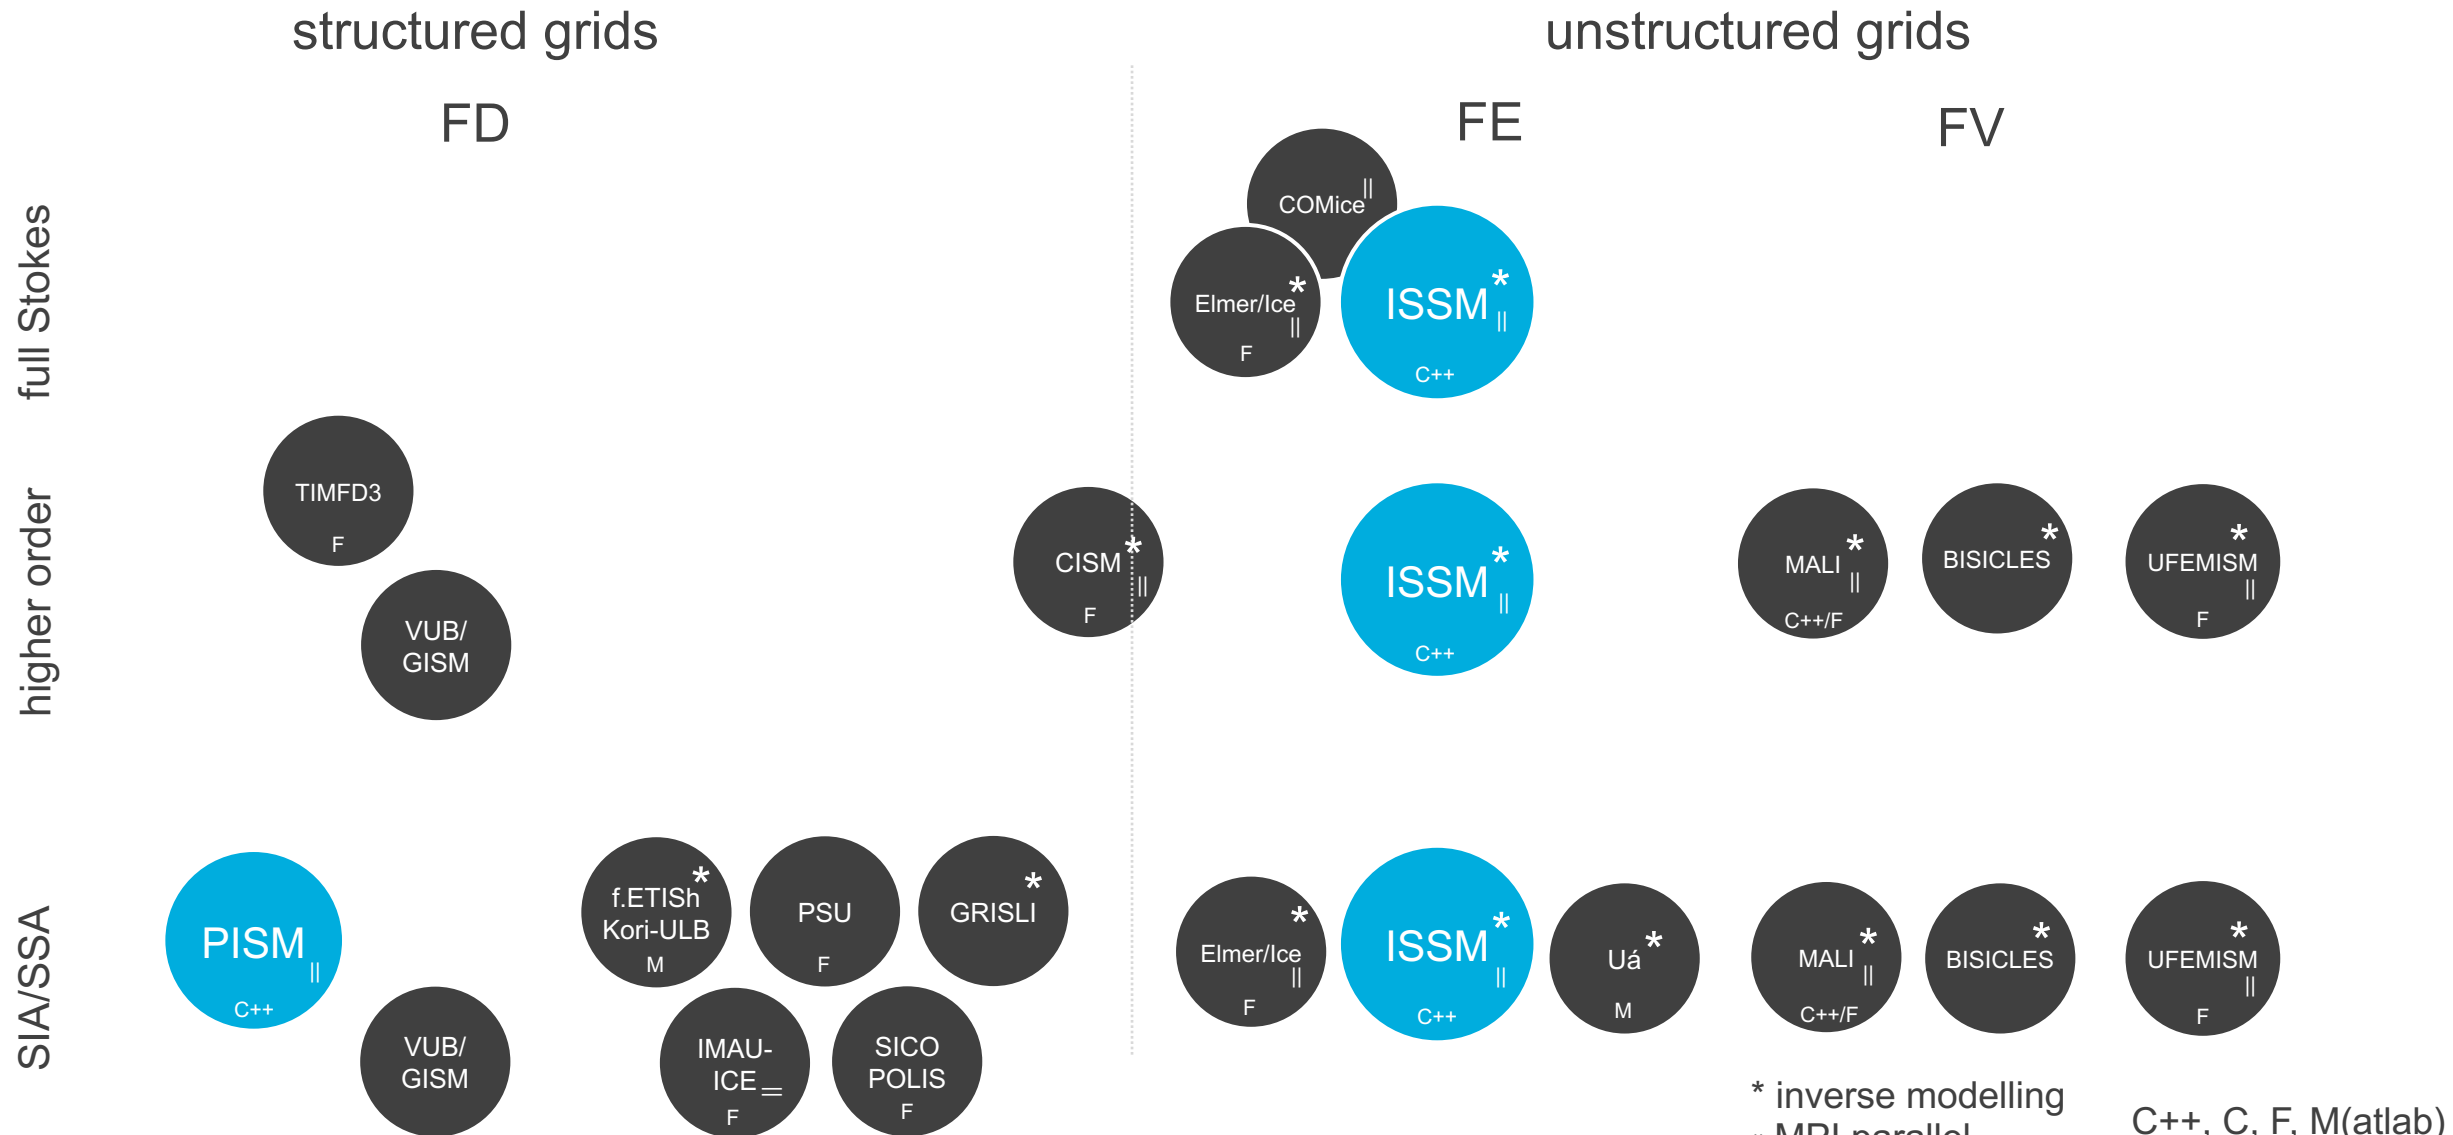 structured grids
unstructured grids
FD
FE
FV
full Stokes
COMice ||
Elmer/Ice * ||
F
ISSM * ||
C++
higher order
TIMFD3
F
VUB/
GISM
CISM * ||
F
ISSM * ||
C++
MALI * ||
C++/F
BISICLES *
UFEMISM * ||
F
SIA/SSA
PISM ||
C++
VUB/
GISM
f.ETISh *
Kori-ULB
M
PSU
F
GRISLI *
IMAU-
ICE ||
F
SICO
POLIS
F
Elmer/Ice * ||
F
ISSM * ||
C++
Uá *
M
MALI * ||
C++/F
BISICLES *
UFEMISM * ||
F
* inverse modelling
|| MPI parallel
C++, C, F, M(atlab)